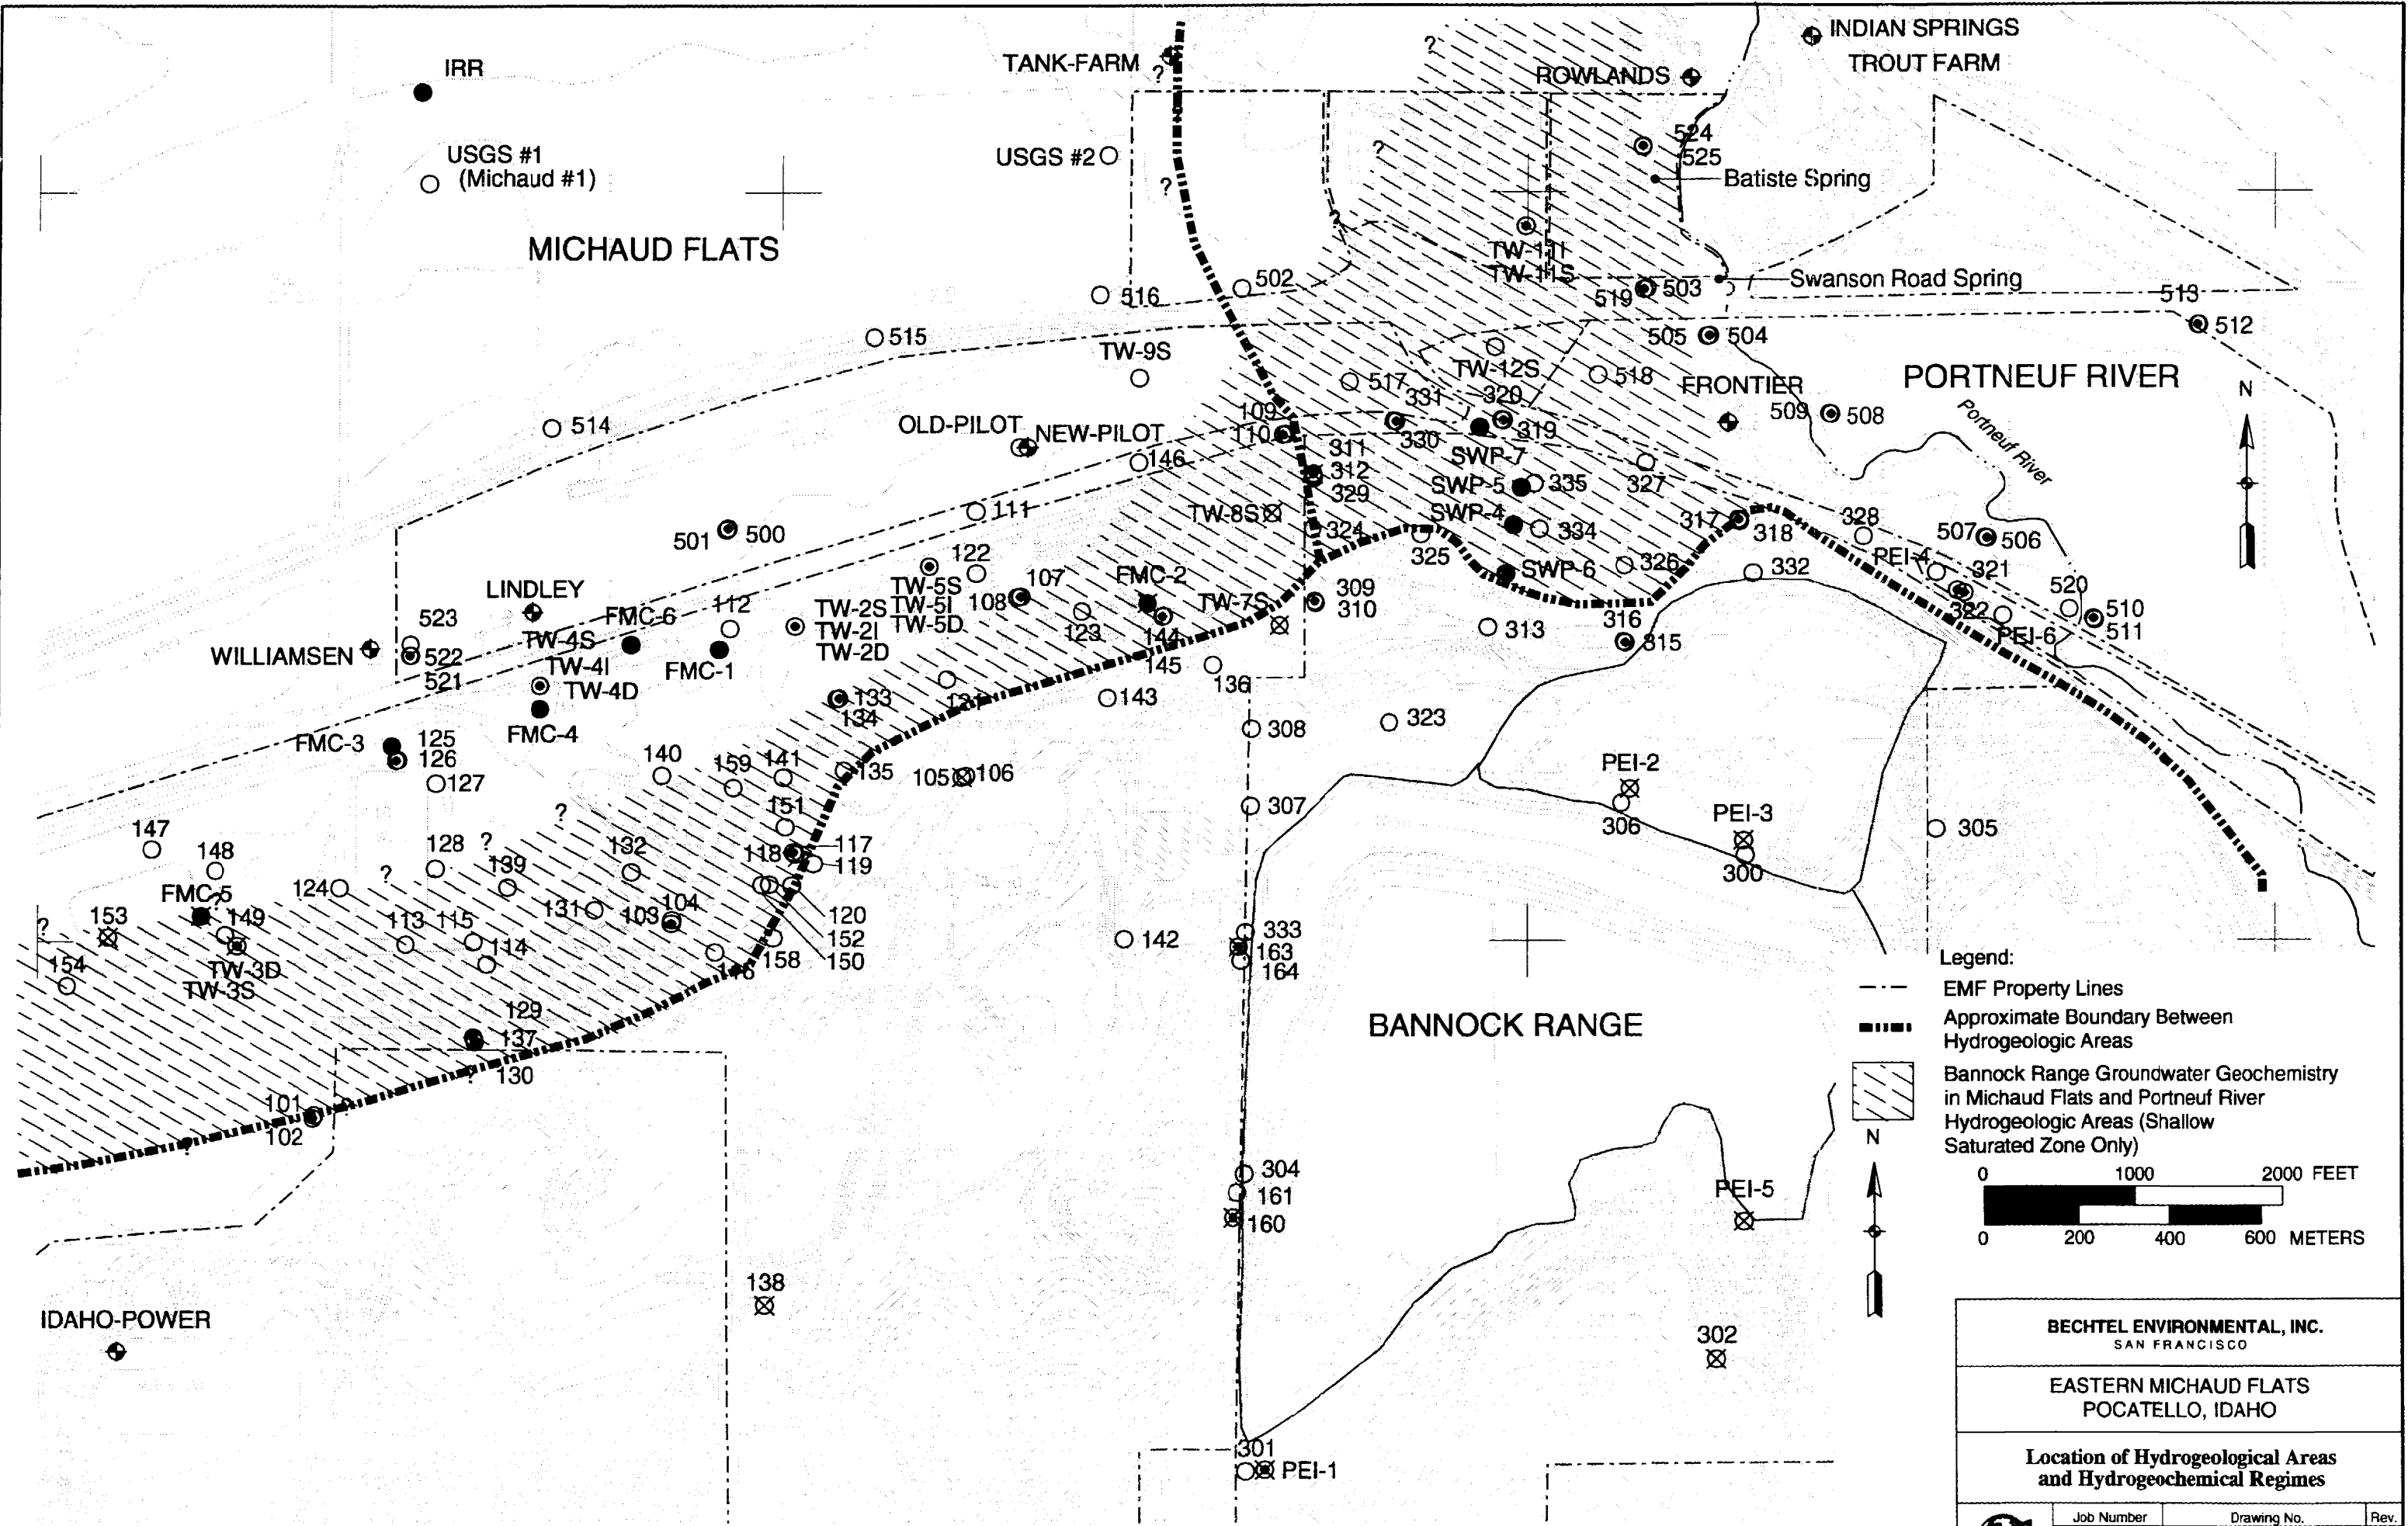 IRR
USGS #1
(Michaud #1)
MICHAUD FLATS
TANK-FARM
?
USGS #2
?
?
?
?
ROWLANDS
INDIAN SPRINGS
TROUT FARM
524
525
Batiste Spring
TW-11I
TW-11S
Swanson Road Spring
519
503
513
512
505
504
516
502
515
TW-9S
514
OLD-PILOT
NEW-PILOT
109
110
146
517
TW-12S
518
331
330
320
319
SWP-7
FRONTIER
PORTNEUF RIVER
Portneuf River
509
508
N
311
312
329
SWP-5
335
327
SWP-4
334
TW-8S
324
325
317
318
328
507
506
111
501
500
122
TW-5S
TW-5I
TW-5D
107
108
FMC-2
123
144
145
TW-7S
309
310
SWP-6
326
332
PEI-4
321
322
520
510
511
PEI-6
316
315
313
LINDLEY
WILLIAMSEN
523
522
521
TW-4S
TW-4I
TW-4D
FMC-6
112
FMC-1
TW-2S
TW-2I
TW-2D
FMC-4
FMC-3
125
126
127
133
134
121
143
136
308
323
140
159
141
135
105
106
151
307
PEI-2
306
PEI-3
300
305
147
148
128
?
?
?
139
132
118
117
119
124
FMC-5
?
?
153
149
154
TW-3D
TW-3S
113
115
114
131
103
104
116
158
120
152
150
142
333
163
164
129
137
130
?
101
102
?
?
BANNOCK RANGE
304
161
160
PEI-5
138
302
IDAHO-POWER
301
PEI-1
Legend:
EMF Property Lines
Approximate Boundary Between
Hydrogeologic Areas
Bannock Range Groundwater Geochemistry
in Michaud Flats and Portneuf River
Hydrogeologic Areas (Shallow
Saturated Zone Only)
N
0 1000 2000 FEET
0 200 400 600 METERS
BECHTEL ENVIRONMENTAL, INC.
SAN FRANCISCO
EASTERN MICHAUD FLATS
POCATELLO, IDAHO
Location of Hydrogeological Areas
and Hydrogeochemical Regimes
Job Number Drawing No. Rev.